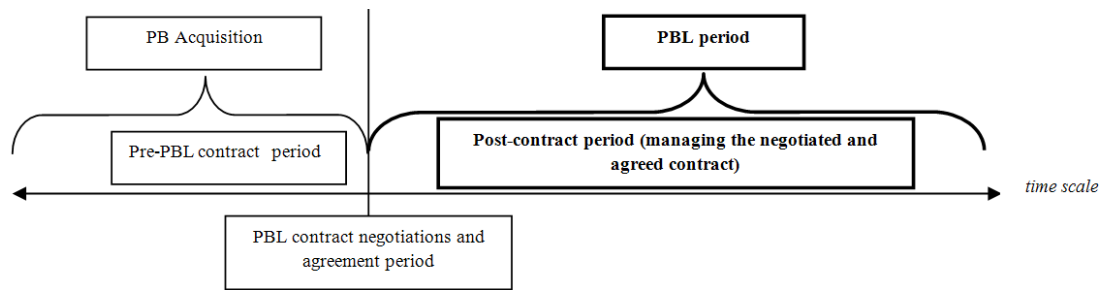 PB Acquisition
PBL period
Pre-PBL contract period
Post-contract period (managing the negotiated and
agreed contract)
time scale
PBL contract negotiations and
agreement period